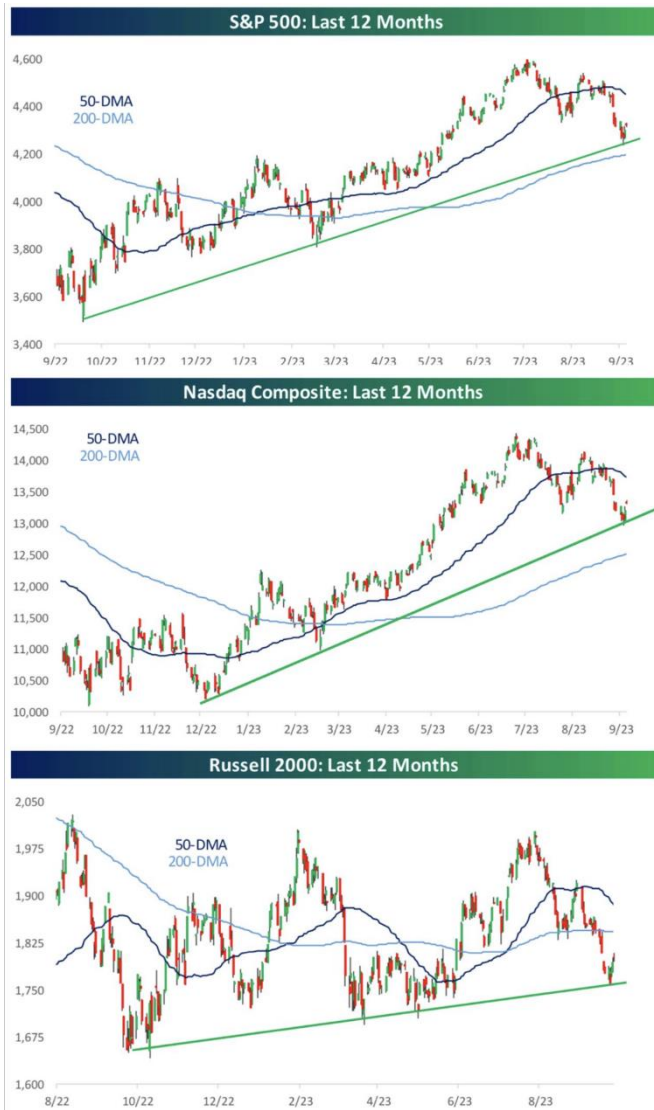 S&P 500: Last 12 Months
4,600
4,400
4,200
4,000
3,800
3,600
3,400
50-DMA
200-DMA
9/22 10/22 11/22 12/22 1/23 2/23 3/23 4/23 5/23 6/23 7/23 8/23 9/23
Nasdaq Composite: Last 12 Months
14,500
14,000
13,500
13,000
12,500
12,000
11,500
11,000
10,500
10,000
50-DMA
200-DMA
9/22 10/22 11/22 12/22 1/23 2/23 3/23 4/23 5/23 6/23 7/23 8/23 9/23
Russell 2000: Last 12 Months
2,050
1,975
1,900
1,825
1,750
1,675
1,600
50-DMA
200-DMA
8/22 10/22 12/22 2/23 4/23 6/23 8/23